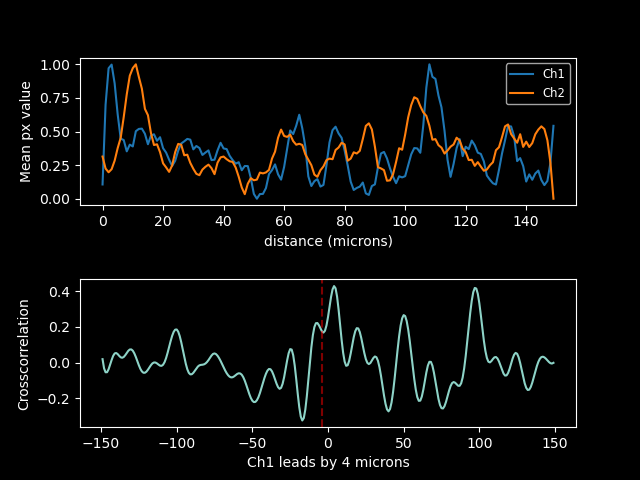 1.00
0.75
0.50
0.25
0.00
Mean px value
Ch1
Ch2
0 20 40 60 80 100 120 140
distance (microns)
0.4
0.2
0.0
−0.2
Crosscorrelation
−150 −100 −50 0 50 100 150
Ch1 leads by 4 microns